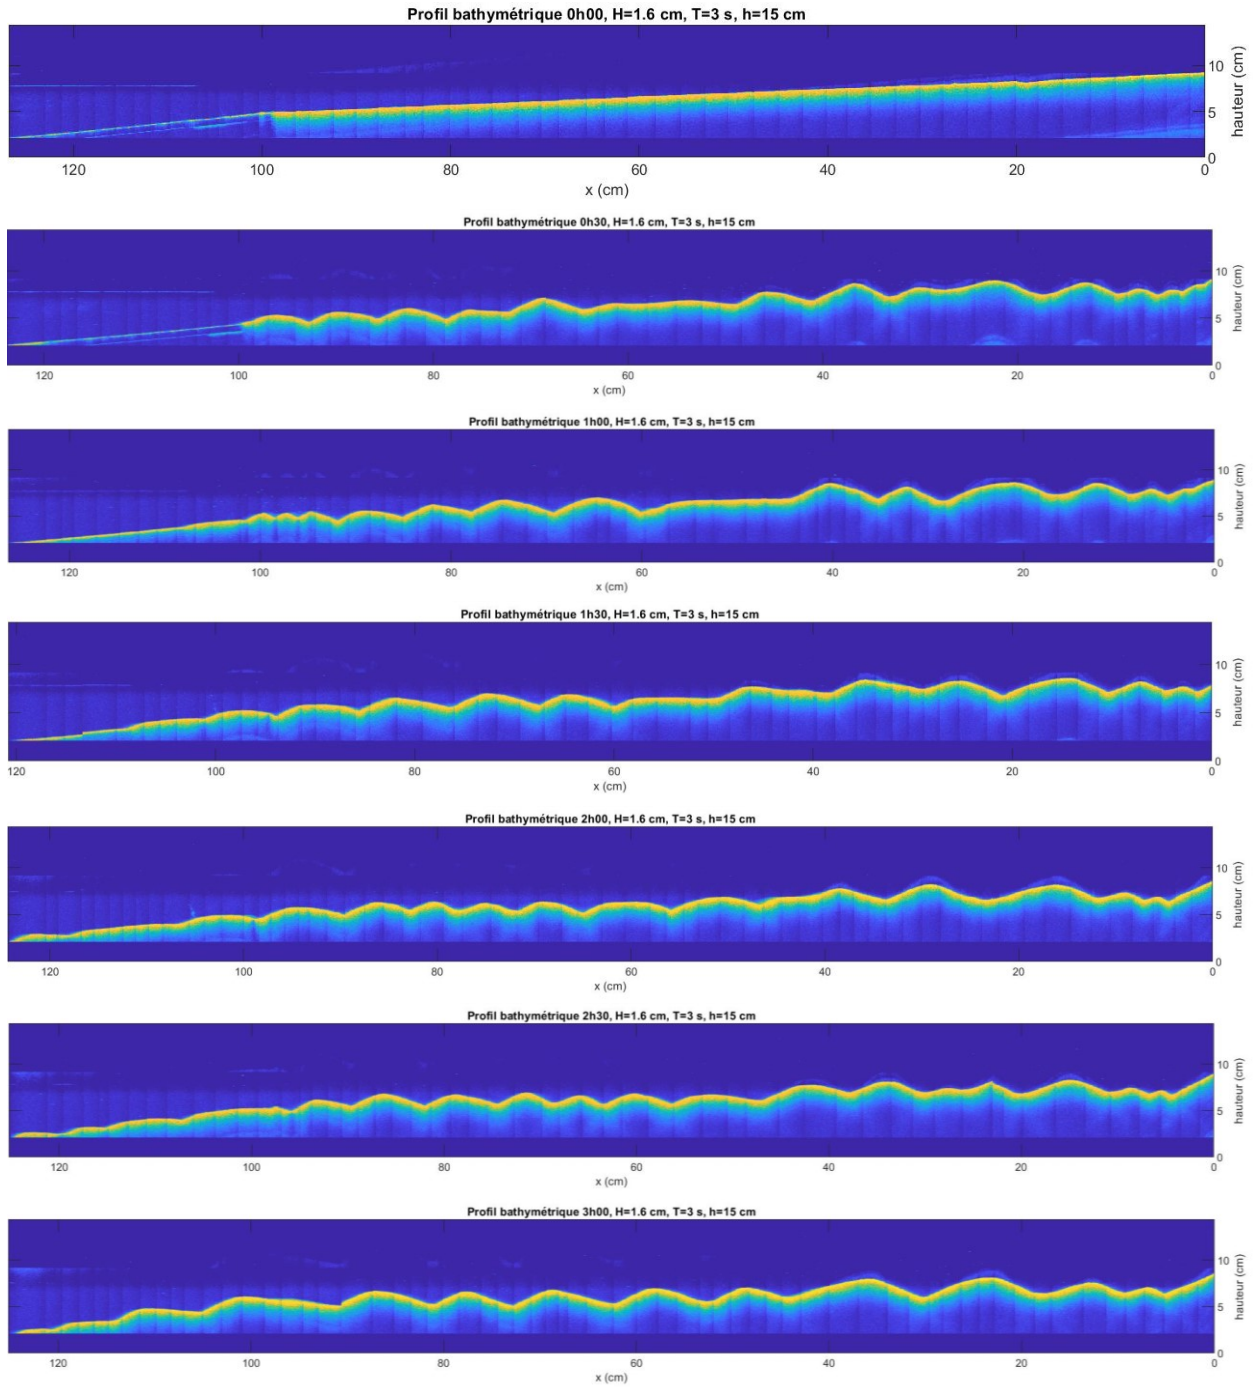 Profil bathymétrique 0h00, H=1.6 cm, T=3 s, h=15 cm
10
5
0
hauteur (cm)
120 100 80 60 40 20 0
x (cm)
Profil bathymétrique 0h30, H=1.6 cm, T=3 s, h=15 cm
10
5
0
hauteur (cm)
120 100 80 60 40 20 0
x (cm)
Profil bathymétrique 1h00, H=1.6 cm, T=3 s, h=15 cm
10
5
0
hauteur (cm)
120 100 80 60 40 20 0
x (cm)
Profil bathymétrique 1h30, H=1.6 cm, T=3 s, h=15 cm
10
5
0
hauteur (cm)
120 100 80 60 40 20 0
x (cm)
Profil bathymétrique 2h00, H=1.6 cm, T=3 s, h=15 cm
10
5
0
hauteur (cm)
120 100 80 60 40 20 0
x (cm)
Profil bathymétrique 2h30, H=1.6 cm, T=3 s, h=15 cm
10
5
0
hauteur (cm)
120 100 80 60 40 20 0
x (cm)
Profil bathymétrique 3h00, H=1.6 cm, T=3 s, h=15 cm
10
5
0
hauteur (cm)
120 100 80 60 40 20 0
x (cm)